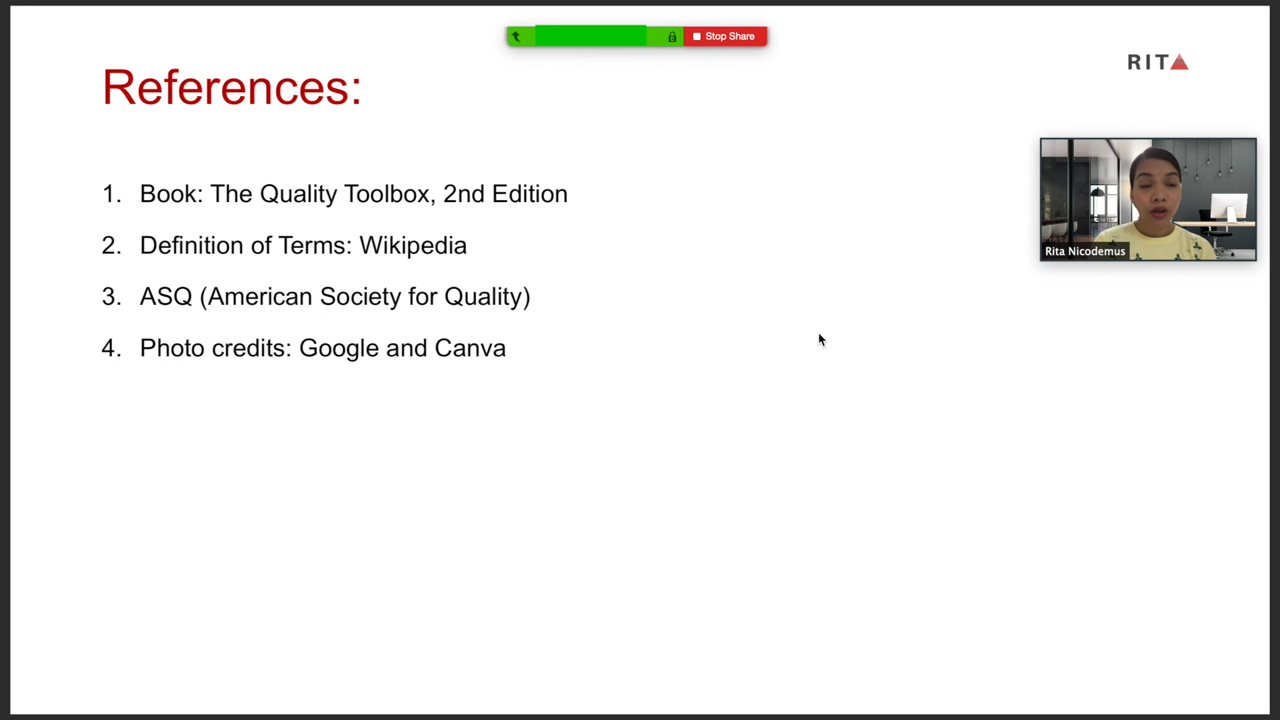 Stop Share
RITA
References:
1. Book: The Quality Toolbox, 2nd Edition
2. Definition of Terms: Wikipedia
3. ASQ (American Society for Quality)
4. Photo credits: Google and Canva
Rita Nicodemus